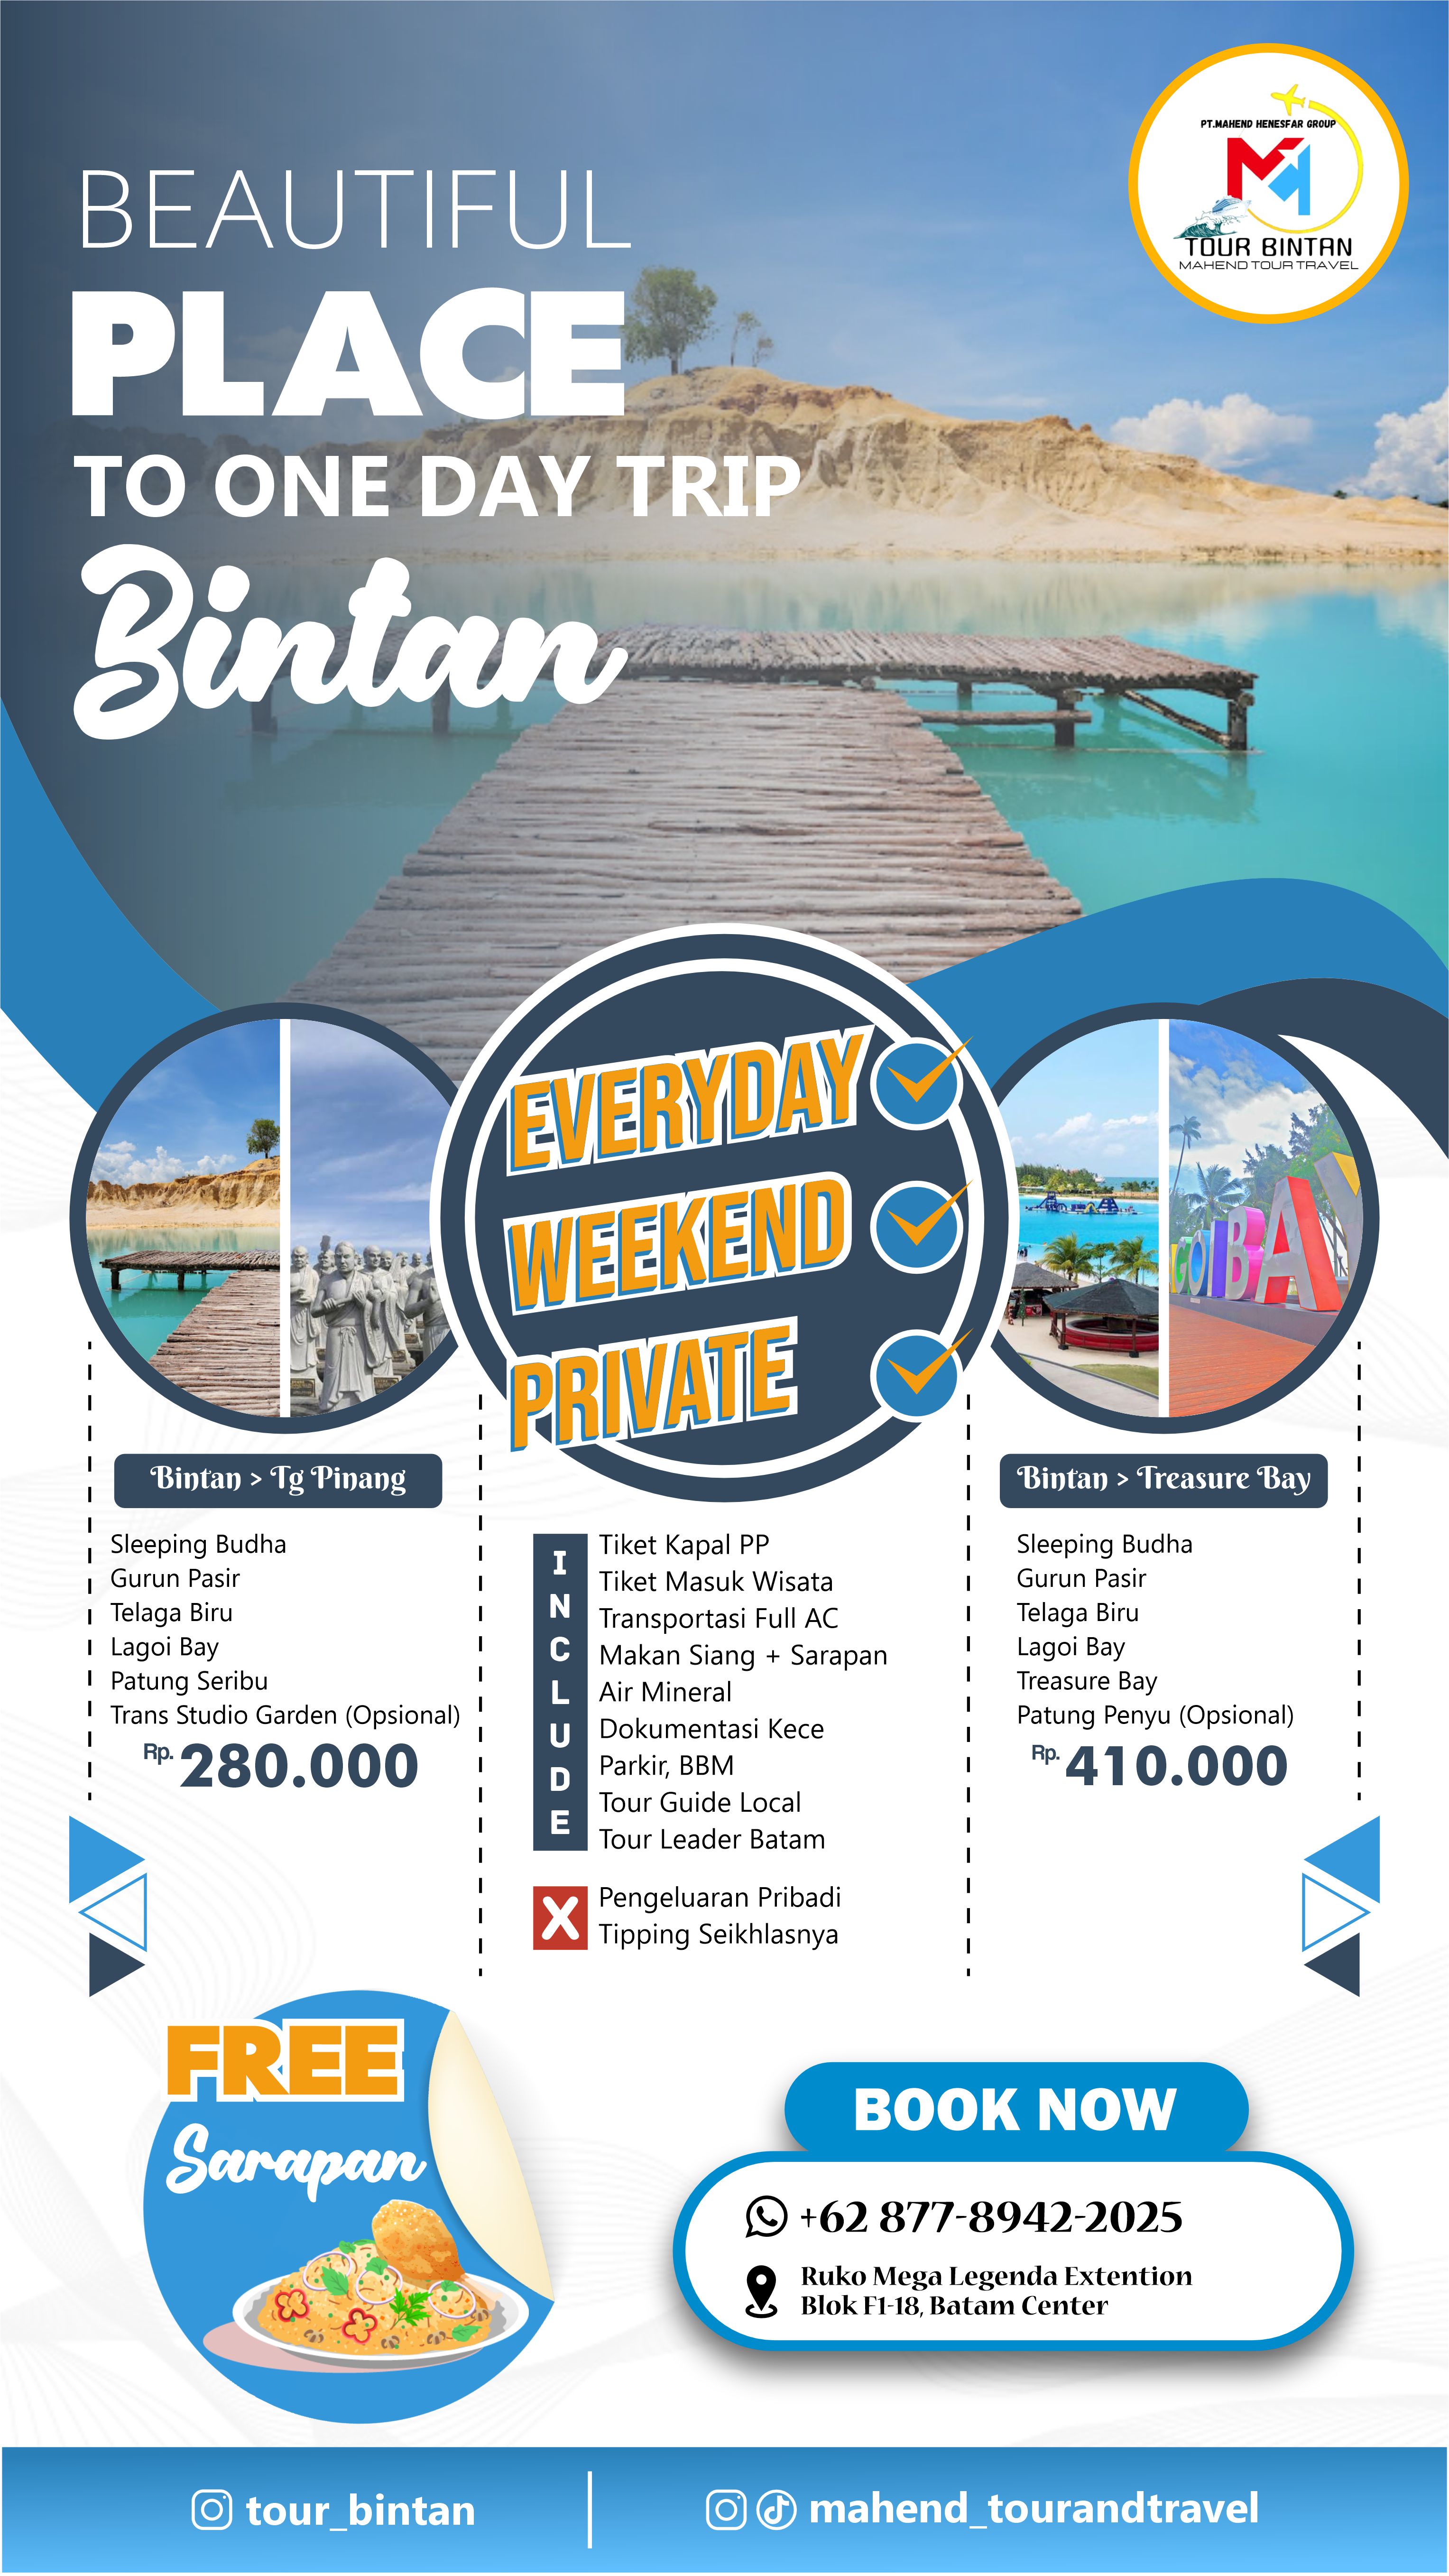 PT.MAHEND HENESFAR GROUP
TOUR BINTAN
MAHEND TOUR TRAVEL
BEAUTIFUL
PLACE
TO ONE DAY TRIP
Bintan
EVERYDAY
WEEKEND
PRIVATE
GOIBAY
Bintan > Tg Pinang
Sleeping Budha
Gurun Pasir
Telaga Biru
Lagoi Bay
Patung Seribu
Trans Studio Garden (Opsional)
Rp. 280.000
INCLUDE
Tiket Kapal PP
Tiket Masuk Wisata
Transportasi Full AC
Makan Siang + Sarapan
Air Mineral
Dokumentasi Kece
Parkir, BBM
Tour Guide Local
Tour Leader Batam
X
Pengeluaran Pribadi
Tipping Seikhlasnya
Bintan > Treasure Bay
Sleeping Budha
Gurun Pasir
Telaga Biru
Lagoi Bay
Treasure Bay
Patung Penyu (Opsional)
Rp. 410.000
FREE
Sarapan
BOOK NOW
+62 877-8942-2025
Ruko Mega Legenda Extention
Blok F1-18, Batam Center
tour_bintan
mahend_tourandtravel